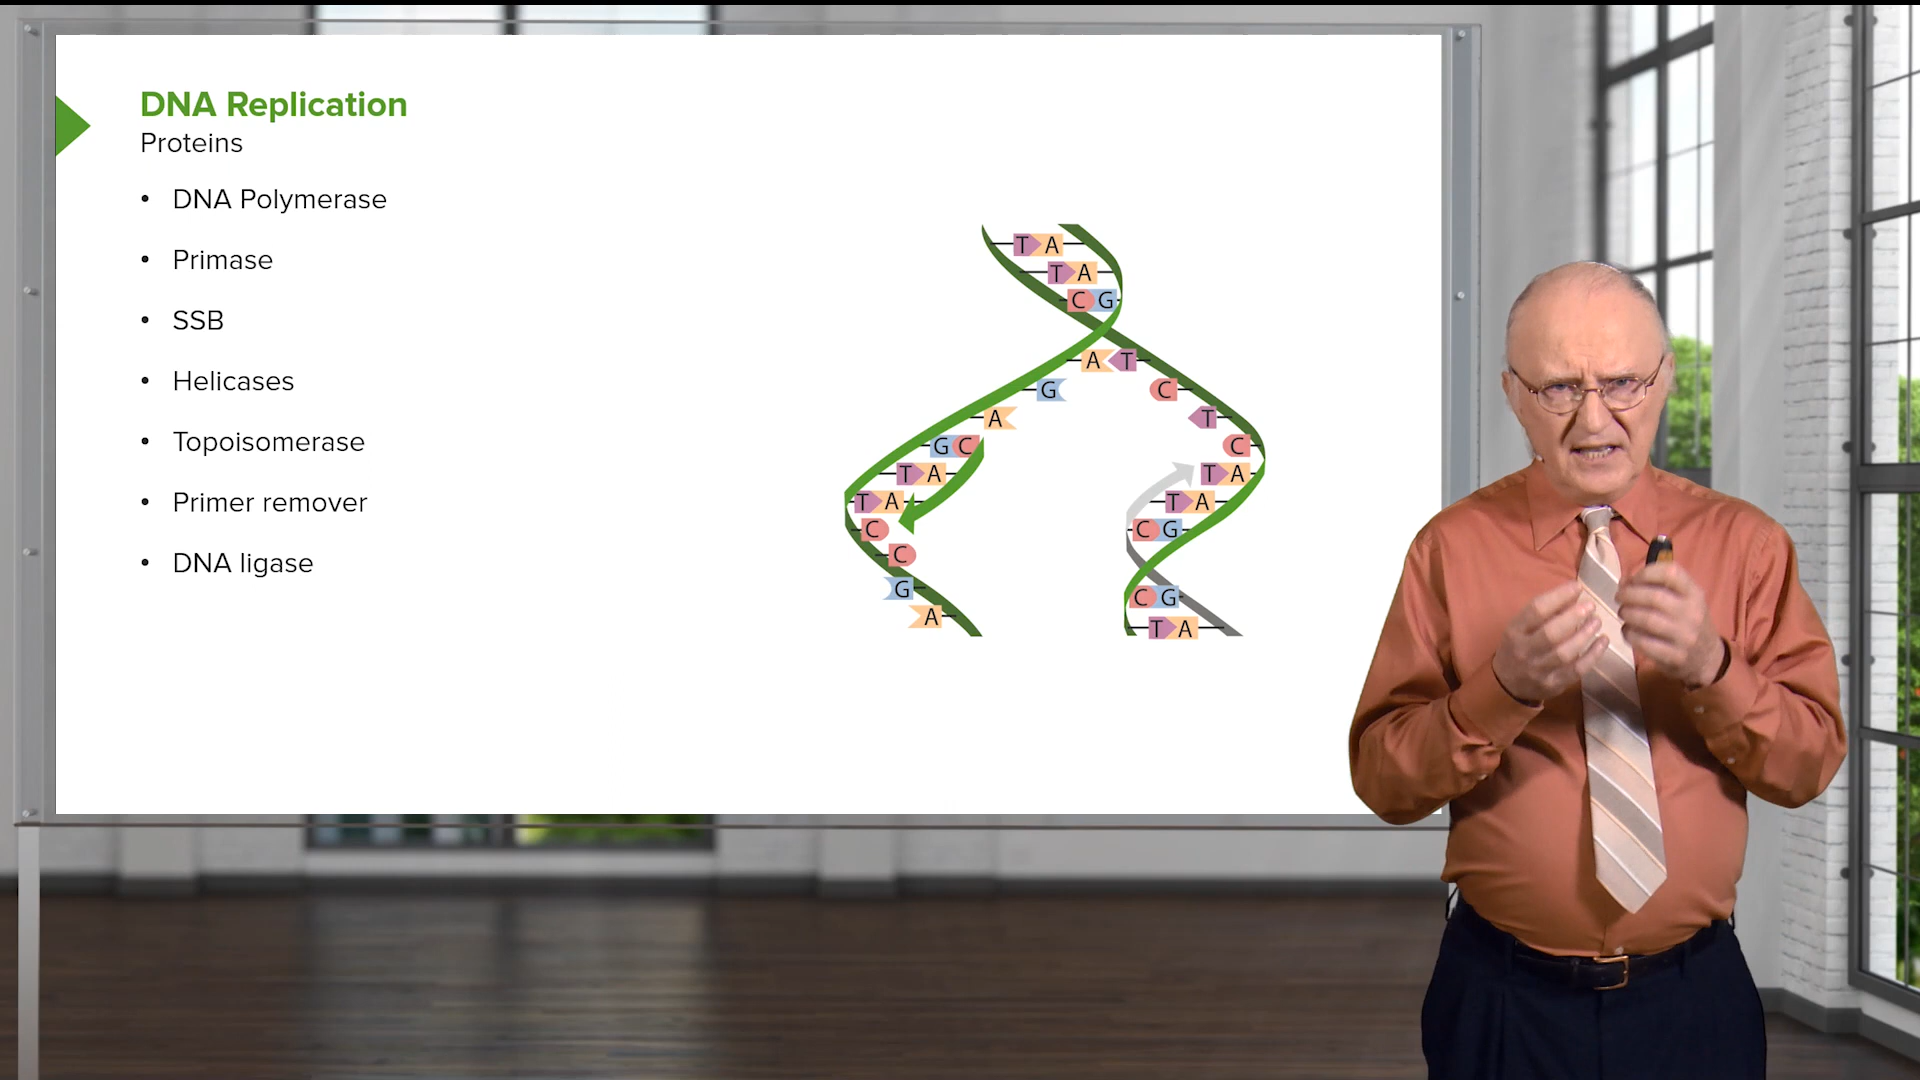 DNA Replication
Proteins
• DNA Polymerase
• Primase
• SSB
• Helicases
• Topoisomerase
• Primer remover
• DNA ligase
T A
T A
C G
A T
G C
A T
G C C
T A T A
T A T A
C C G
C
G C G
A T A